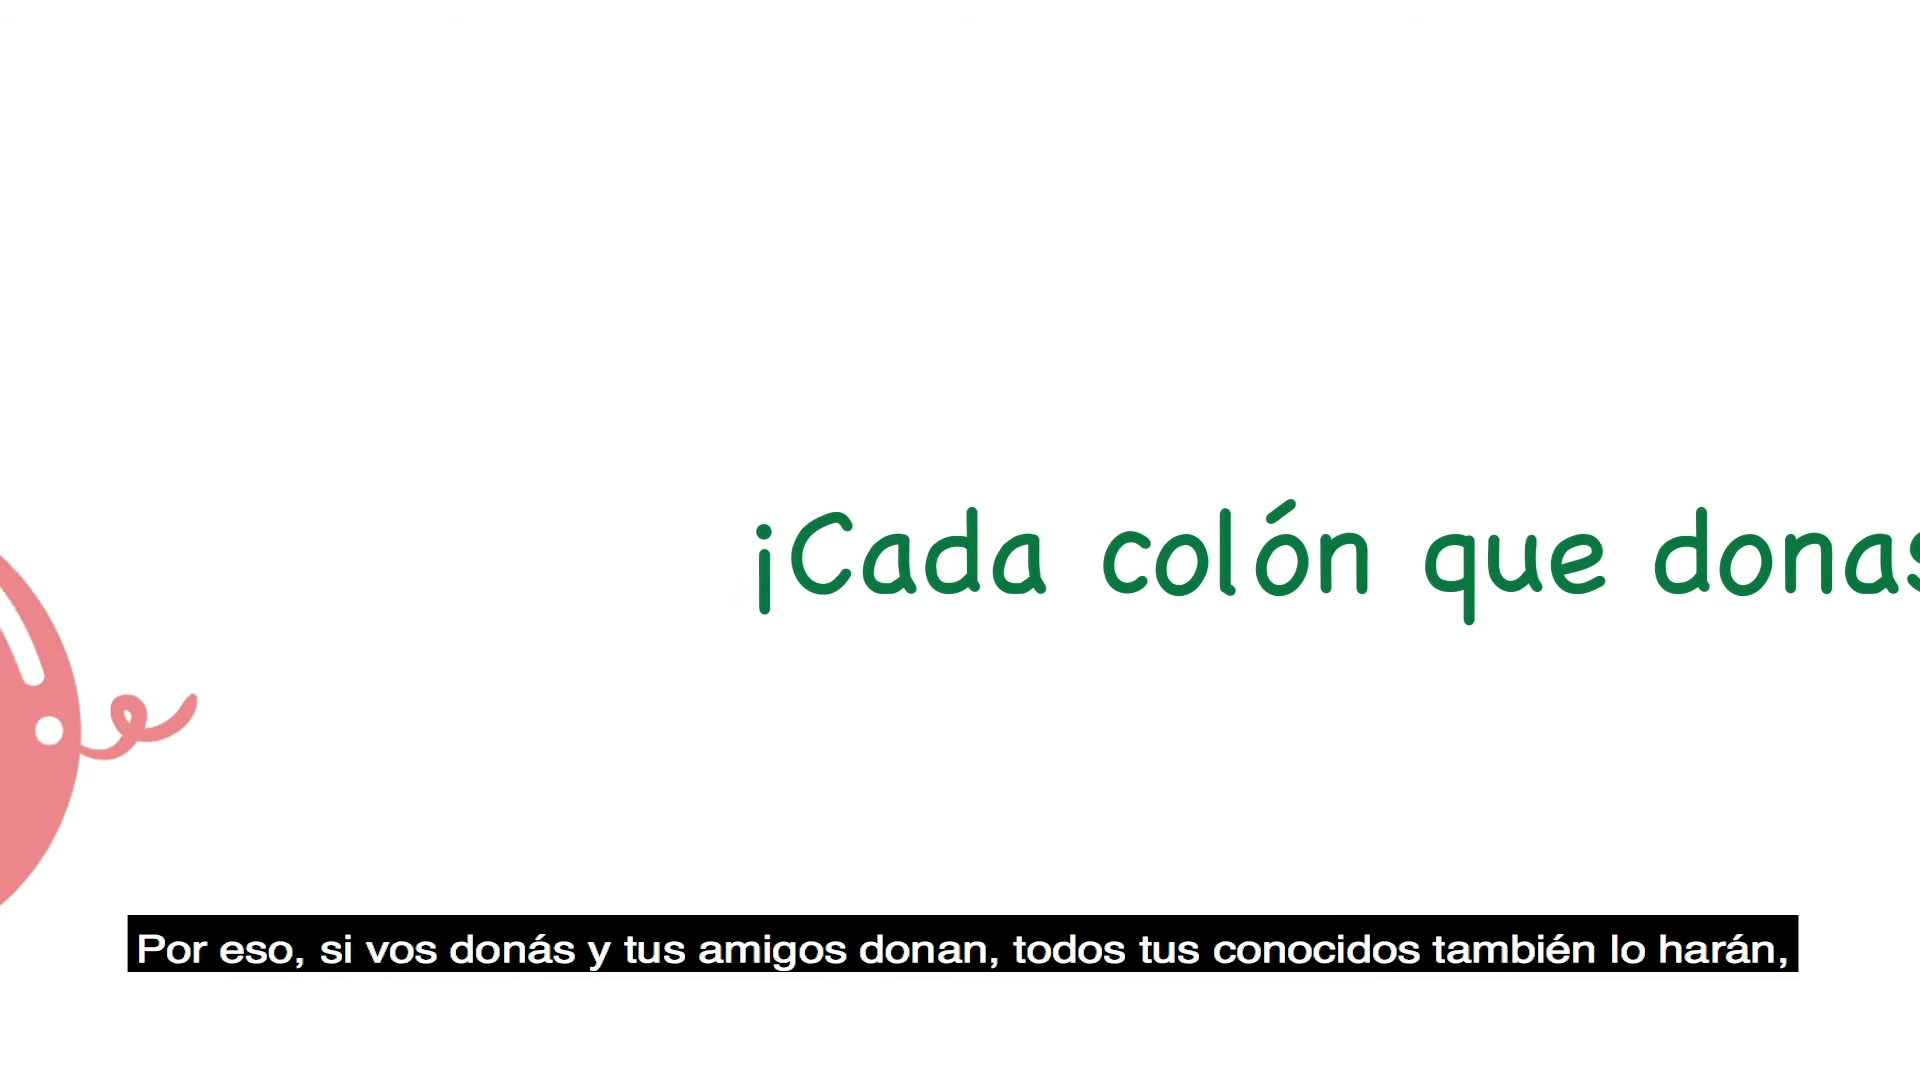 ¡Cada colón que donas
Por eso, si vos donás y tus amigos donan, todos tus conocidos también lo harán,